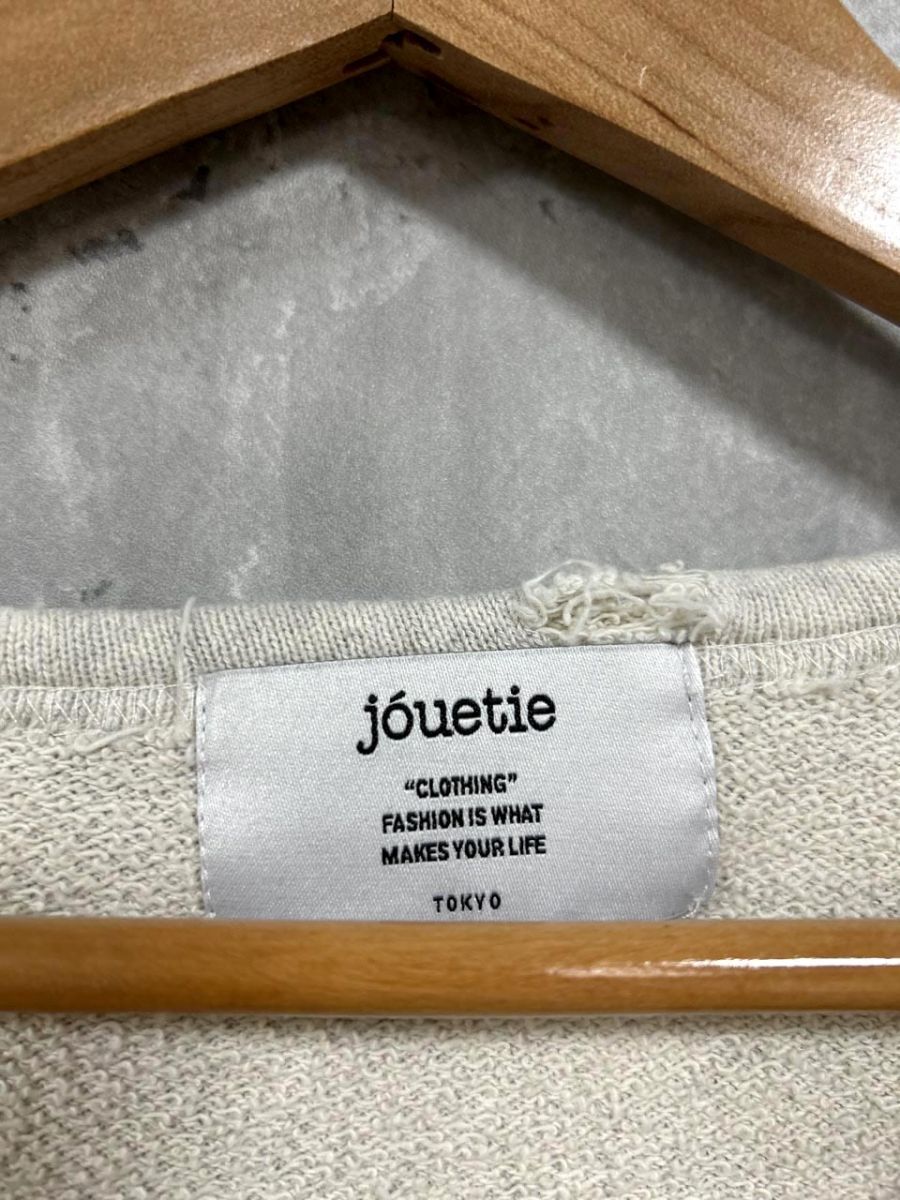 jóuetie
“CLOTHING”
FASHION IS WHAT
MAKES YOUR LIFE
TOKYO